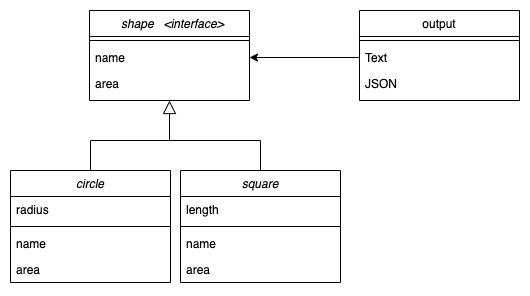 shape <interface>
name
area
output
Text
JSON
circle
radius
name
area
square
length
name
area